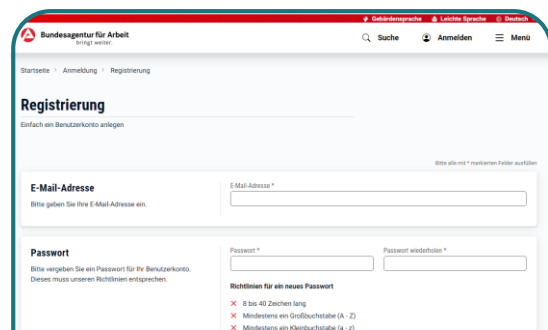 Gebärdensprache Leichte Sprache Deutsch
Bundesagentur für Arbeit
bringt weiter.
Suche Anmelden Menü
Startseite > Anmeldung > Registrierung
Registrierung
Einfach ein Benutzerkonto anlegen
Bitte alle mit * markierten Felder ausfüllen
E-Mail-Adresse
Bitte geben Sie Ihre E-Mail-Adresse ein.
E-Mail-Adresse *
Passwort
Bitte vergeben Sie ein Passwort für Ihr Benutzerkonto.
Dieses muss unseren Richtlinien entsprechen.
Passwort * Passwort wiederholen *
Richtlinien für ein neues Passwort
8 bis 40 Zeichen lang
Mindestens ein Großbuchstabe (A - Z)
Mindestens ein Kleinbuchstabe (a - z)